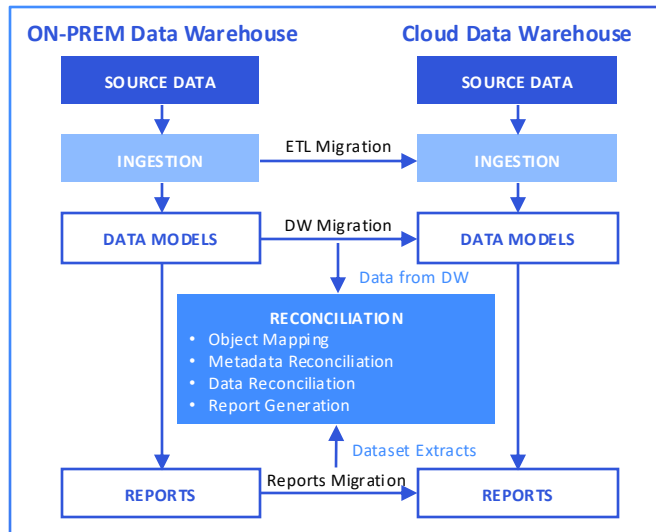 ON-PREM Data Warehouse
Cloud Data Warehouse
SOURCE DATA
SOURCE DATA
INGESTION
ETL Migration
INGESTION
DATA MODELS
DW Migration
DATA MODELS
Data from DW
RECONCILIATION
• Object Mapping
• Metadata Reconciliation
• Data Reconciliation
• Report Generation
Dataset Extracts
REPORTS
Reports Migration
REPORTS